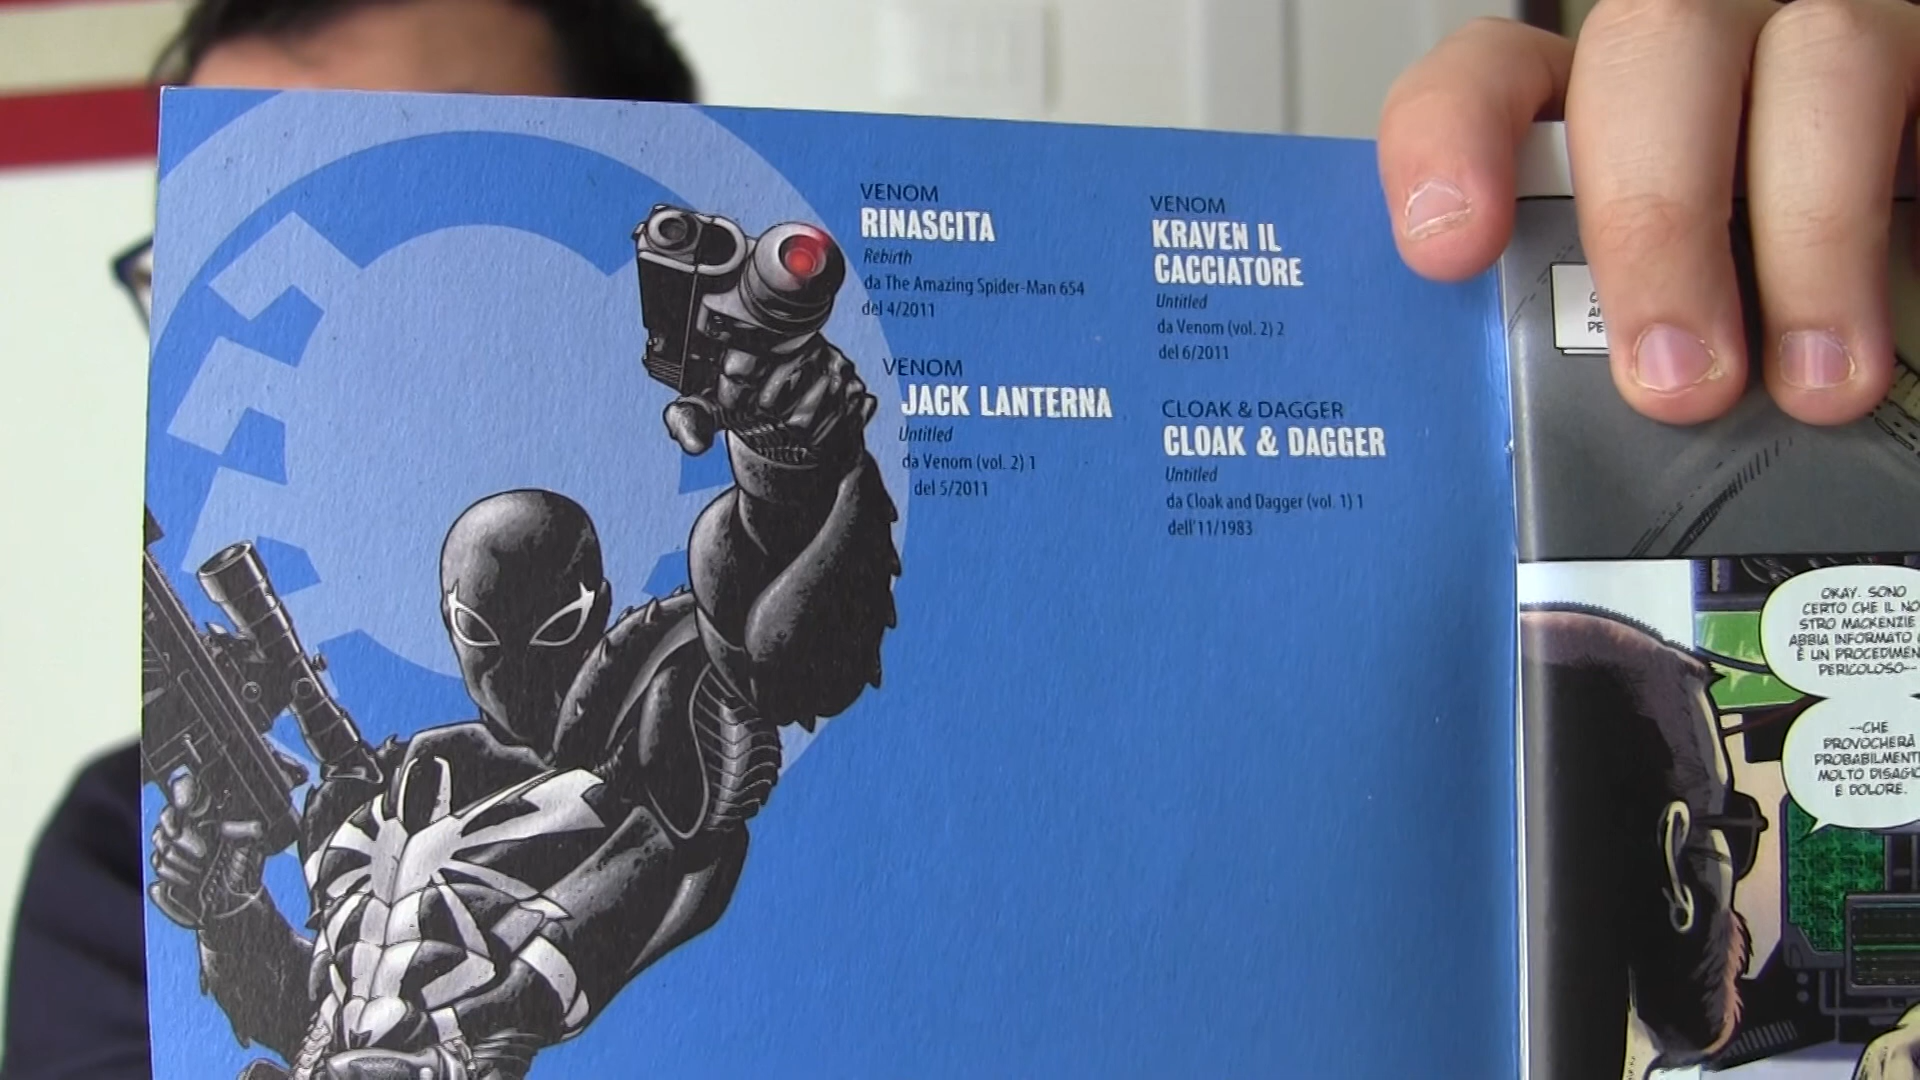 VENOM
RINASCITA
Rebirth
da The Amazing Spider-Man 654
del 4/2011
VENOM
JACK LANTERNA
Untitled
da Venom (vol. 2) 1
del 5/2011
VENOM
KRAVEN IL
CACCIATORE
Untitled
da Venom (vol. 2) 2
del 6/2011
CLOAK & DAGGER
CLOAK & DAGGER
Untitled
da Cloak and Dagger (vol. 1) 1
dell'11/1983
OKAY. SONO
CERTO CHE IL NO-
STRO MACKENZIE
ABBIA INFORMATO
È UN PROCEDIMEN
PERICOLOSO--
--CHE
PROVOCHERÀ
PROBABILMENTE
MOLTO DISAGIO
E DOLORE.